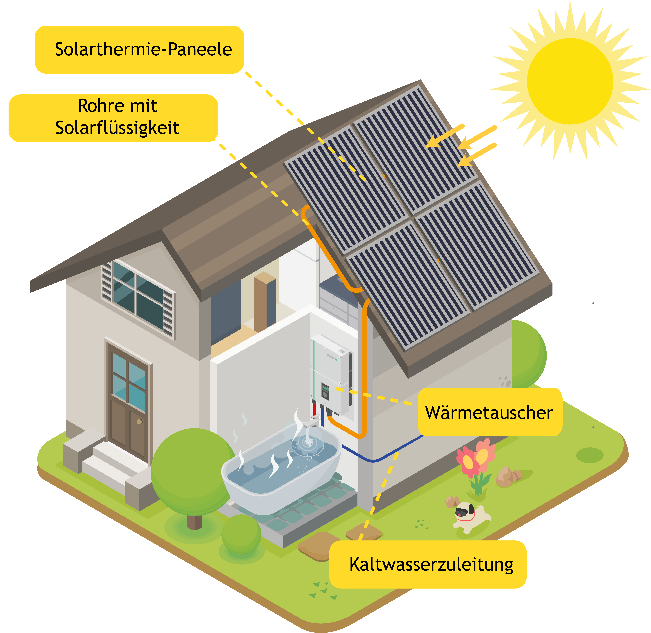 Solarthermie-Paneele
Rohre mit
Solarflüssigkeit
Wärmetauscher
Kaltwasserzuleitung